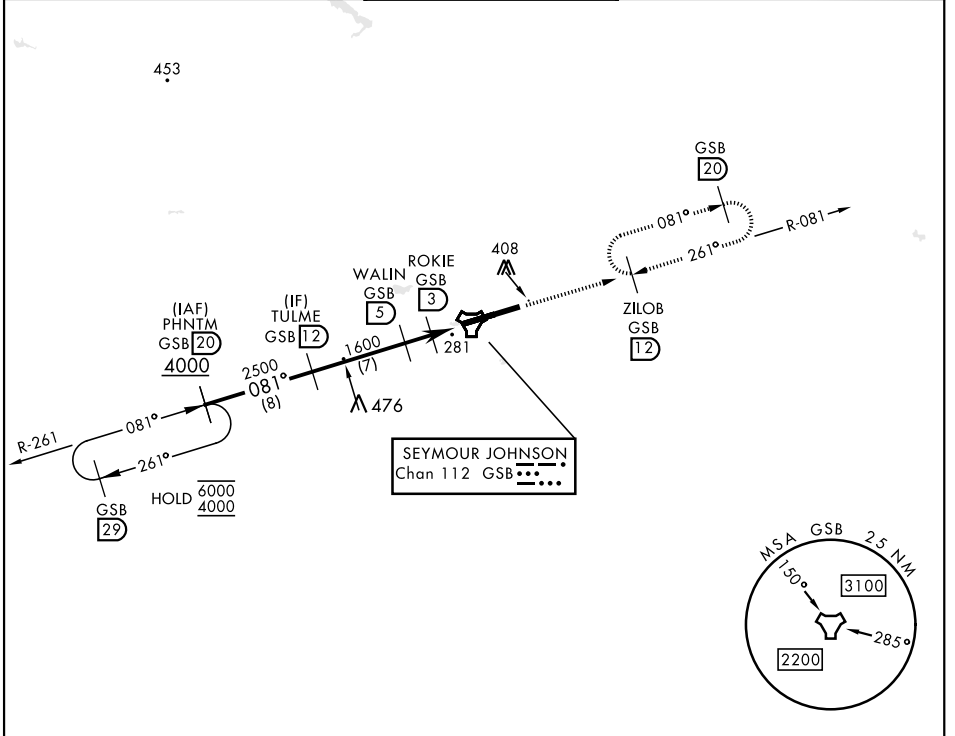 453
GSB
20
081°
R-081
261°
408
ROKIE
GSB
3
WALIN
GSB
5
ZILOB
GSB
12
(IF)
TULME
GSB 12
(IAF)
PHNTM
GSB 20
4000
2500
081°
(8)
1600
(7)
281
476
R-261
081°
261°
GSB
29
HOLD 6000
4000
SEYMOUR JOHNSON
Chan 112 GSB
MSA GSB 25 NM
150°
3100
285°
2200